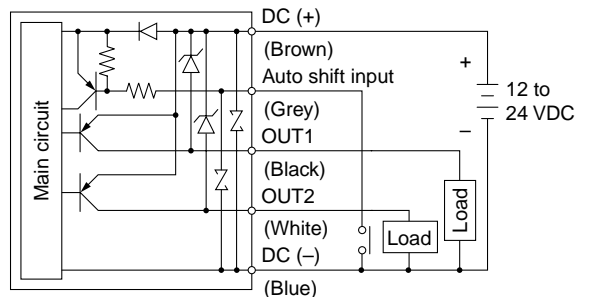 DC (+)
(Brown)
Auto shift input
(Grey)
OUT1
(Black)
OUT2
(White)
DC (–)
(Blue)
Main circuit
+
–
12 to
24 VDC
Load
Load